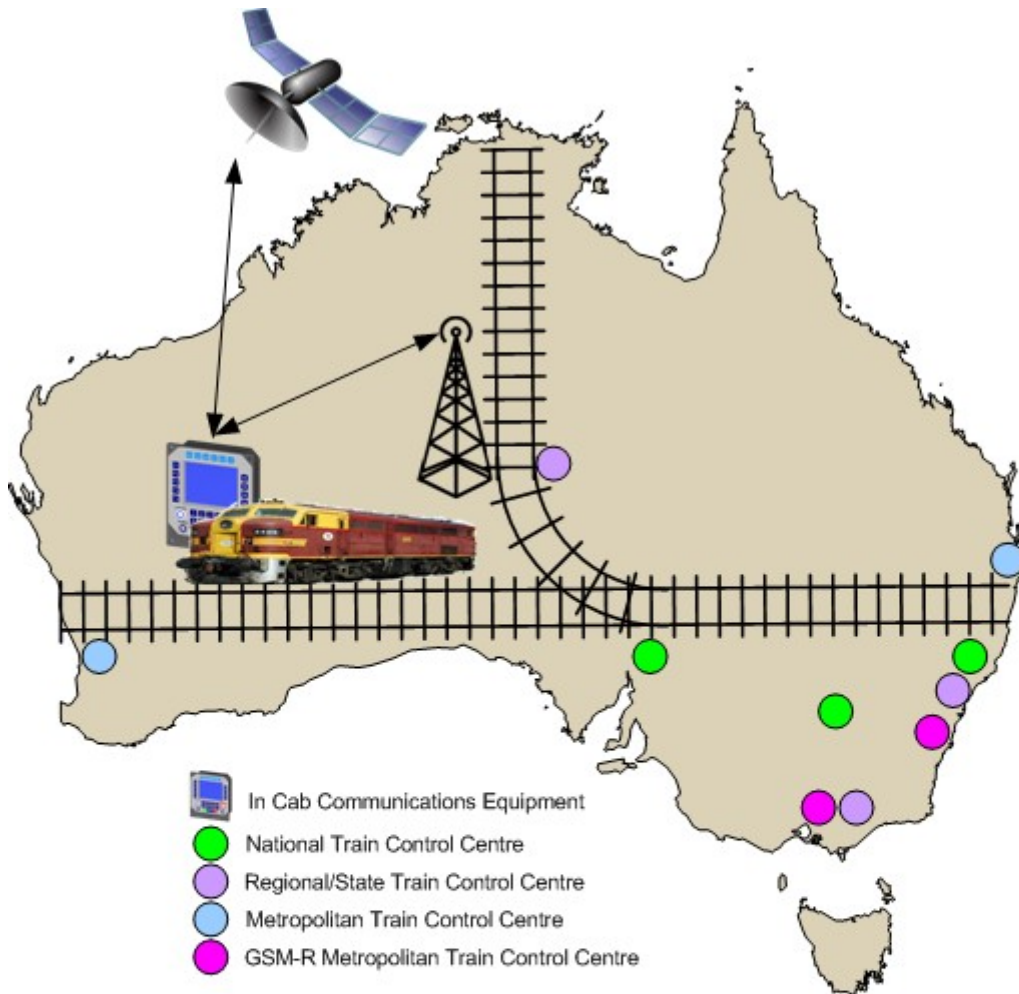 In Cab Communications Equipment
National Train Control Centre
Regional/State Train Control Centre
Metropolitan Train Control Centre
GSM-R Metropolitan Train Control Centre